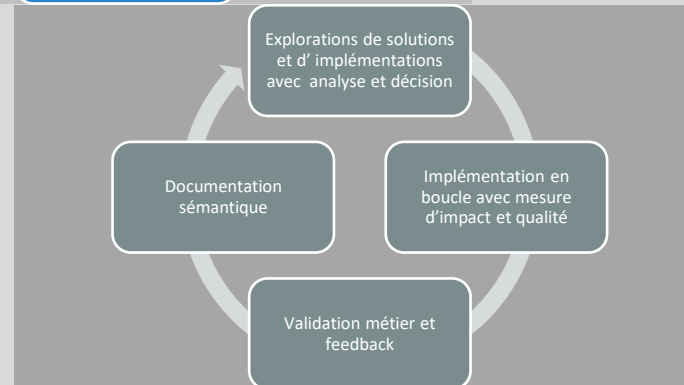 Explorations de solutions
et d’ implémentations
avec  analyse et décision
Implémentation en
boucle avec mesure
d’impact et qualité
Validation métier et
feedback
Documentation
sémantique